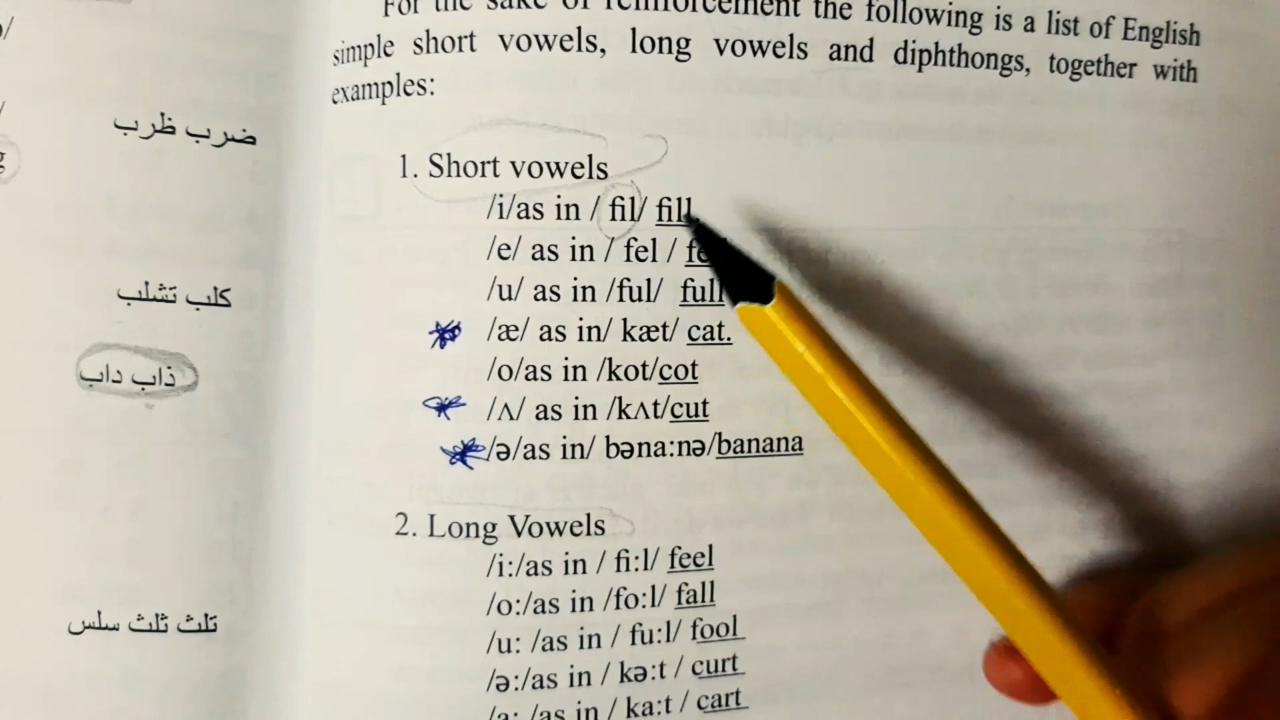 For the sake of reinforcement the following is a list of English
simple short vowels, long vowels and diphthongs, together with
examples:
1. Short vowels
/i/as in / fil/ fill.
/e/ as in / fel /
/u/ as in /ful/ full
/æ/ as in/ kæt/ cat.
/o/as in /kot/cot
/ʌ/ as in /kʌt/cut
/ə/as in/ bəna:nə/banana
2. Long Vowels
/i:/as in / fi:l/ feel
/o:/as in /fo:l/ fall
/u: /as in / fu:l/ fool
/ə:/as in / kə:t / curt
/a: /as in / ka:t / cart
ضرب ظرب
كلب تشلب
ذاب داب
تلث ثلث سلس